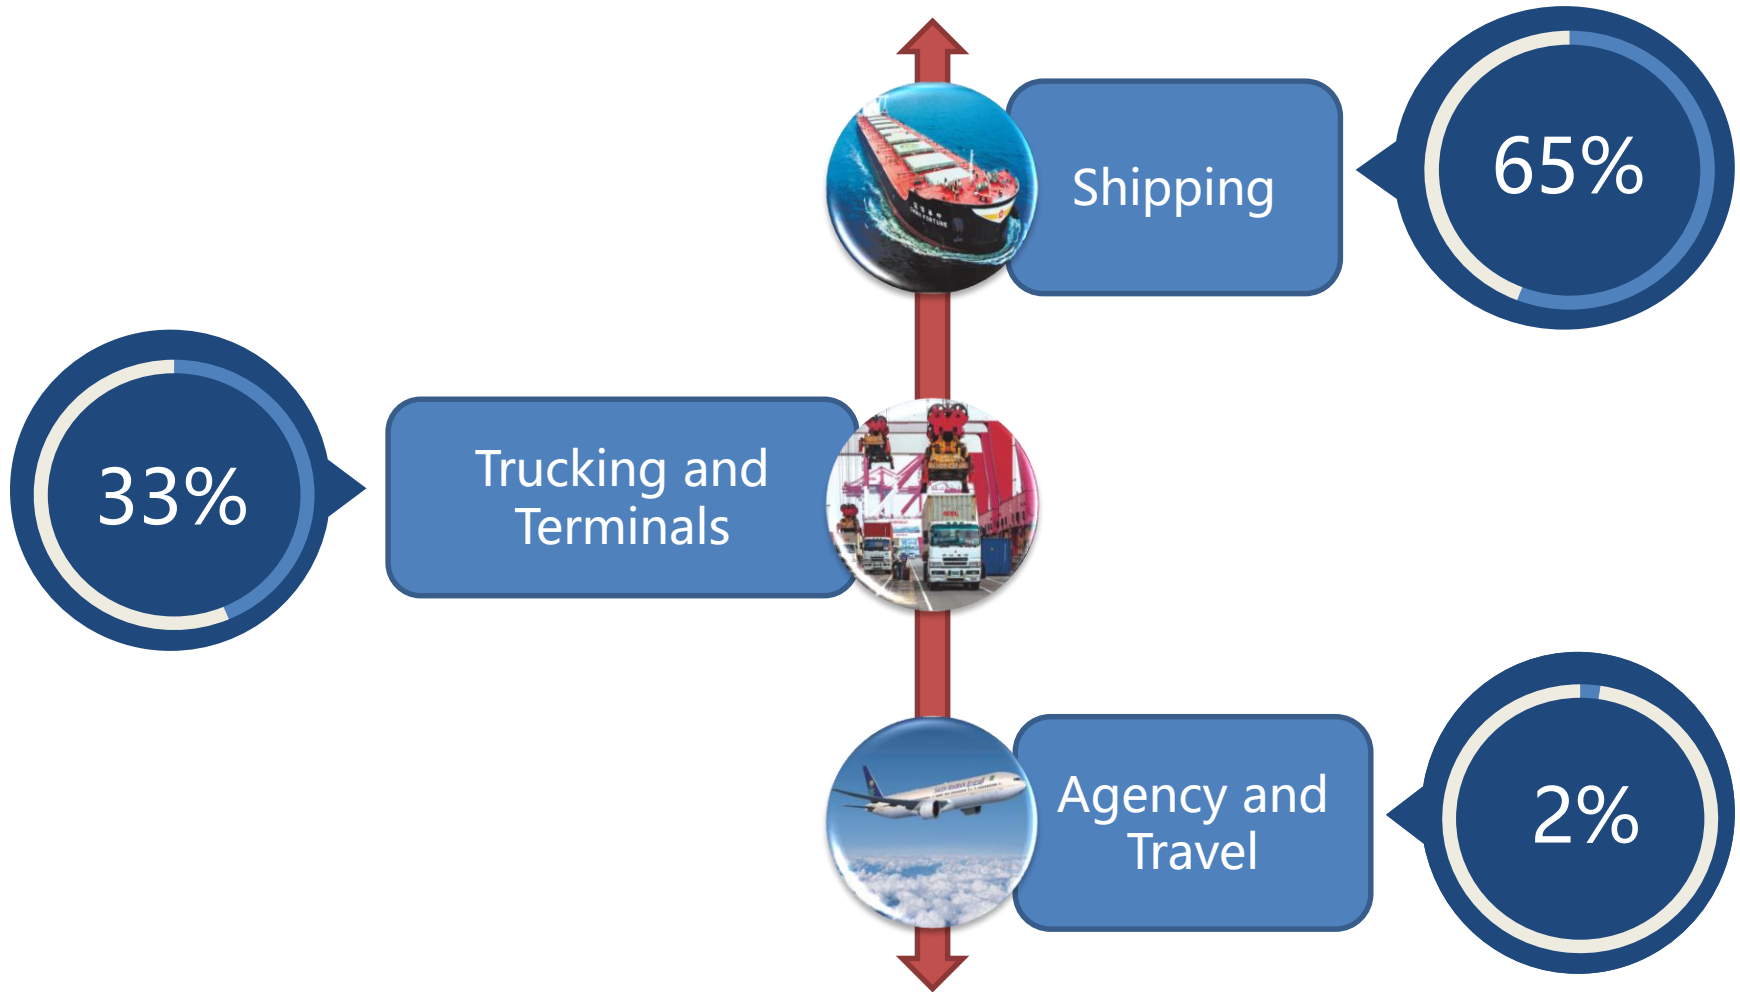 65%
Shipping
33%
Trucking and
Terminals
Agency and
Travel
2%